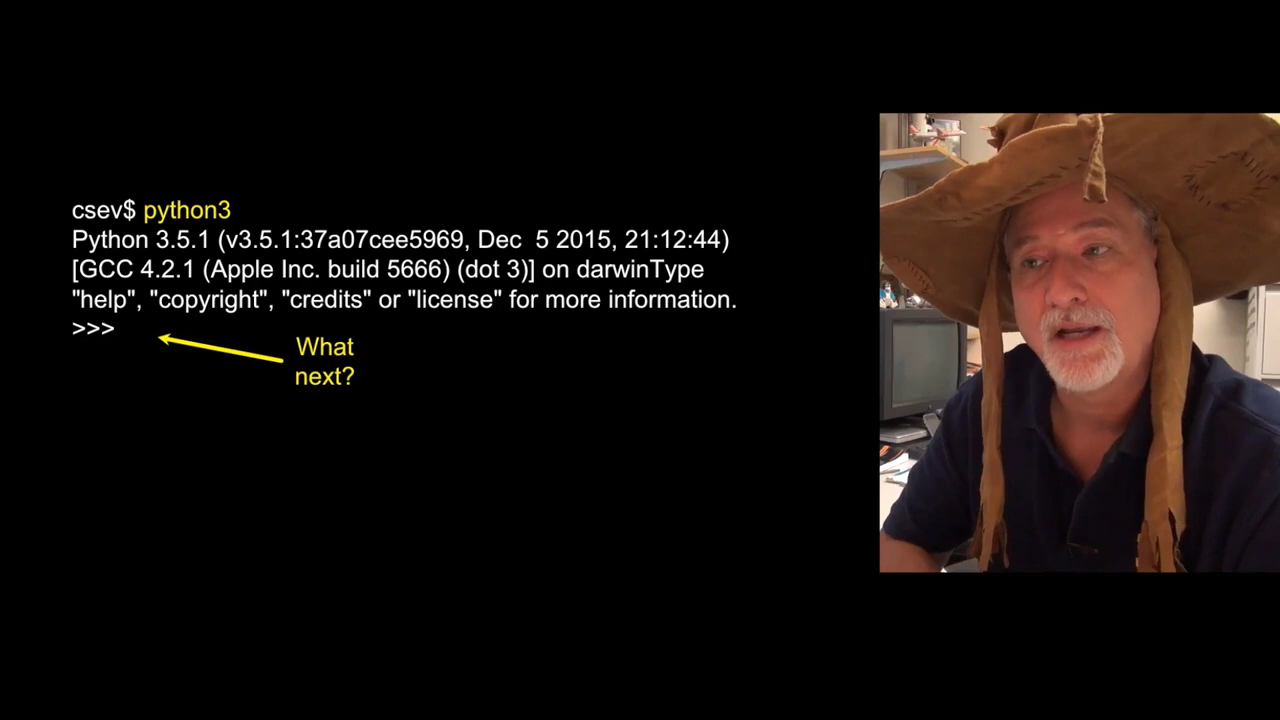 csev$ python3
Python 3.5.1 (v3.5.1:37a07cee5969, Dec  5 2015, 21:12:44)
[GCC 4.2.1 (Apple Inc. build 5666) (dot 3)] on darwinType
"help", "copyright", "credits" or "license" for more information.
>>>
What
next?